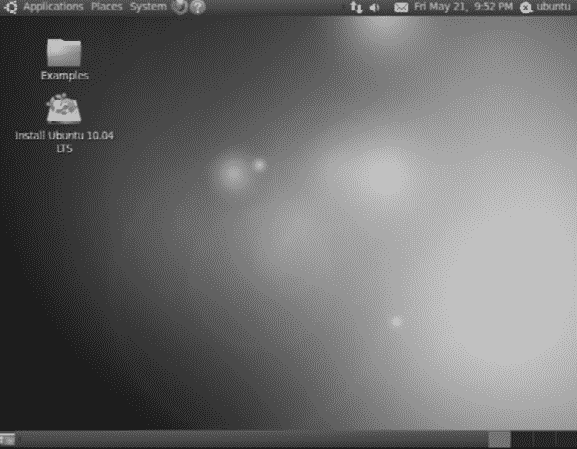 Applications Places System
Fri May 21, 9:52 PM ubuntu
Examples
Install Ubuntu 10.04
LTS